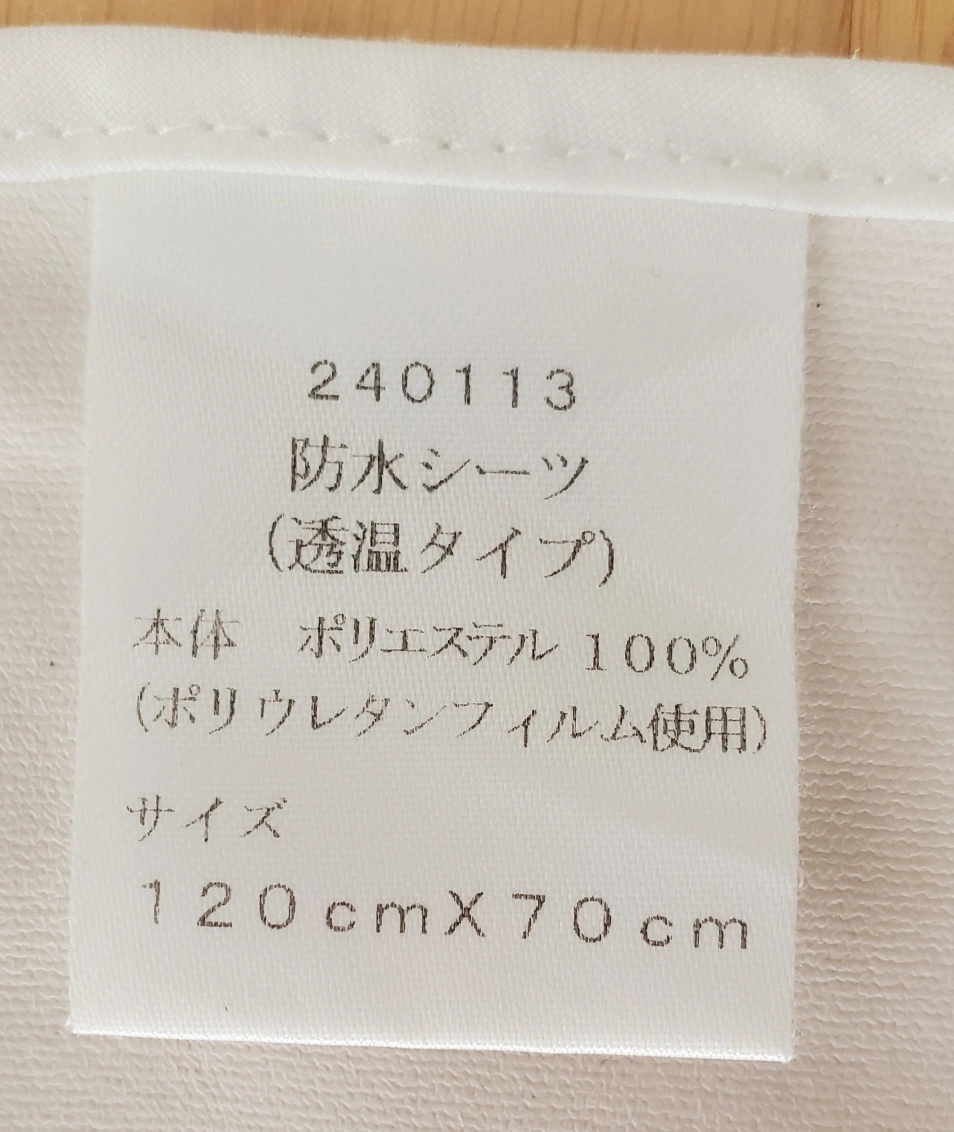 240113
防水シーツ
(透温タイプ)
本体　ポリエステル 100%
(ポリウレタンフィルム使用)
サイズ
120cmX70cm